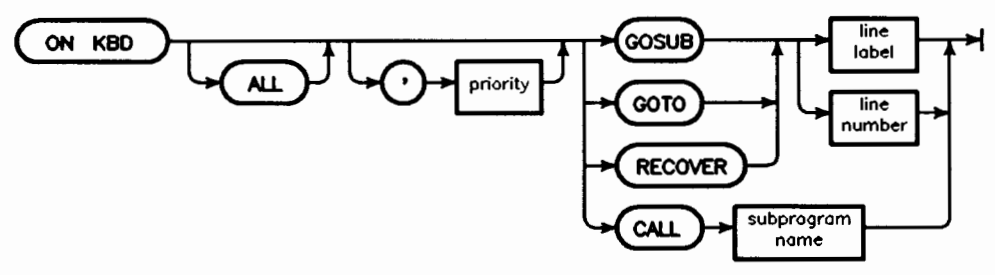 ON KBD
ALL
,
priority
GOSUB
GOTO
RECOVER
CALL
subprogram
name
line
label
line
number